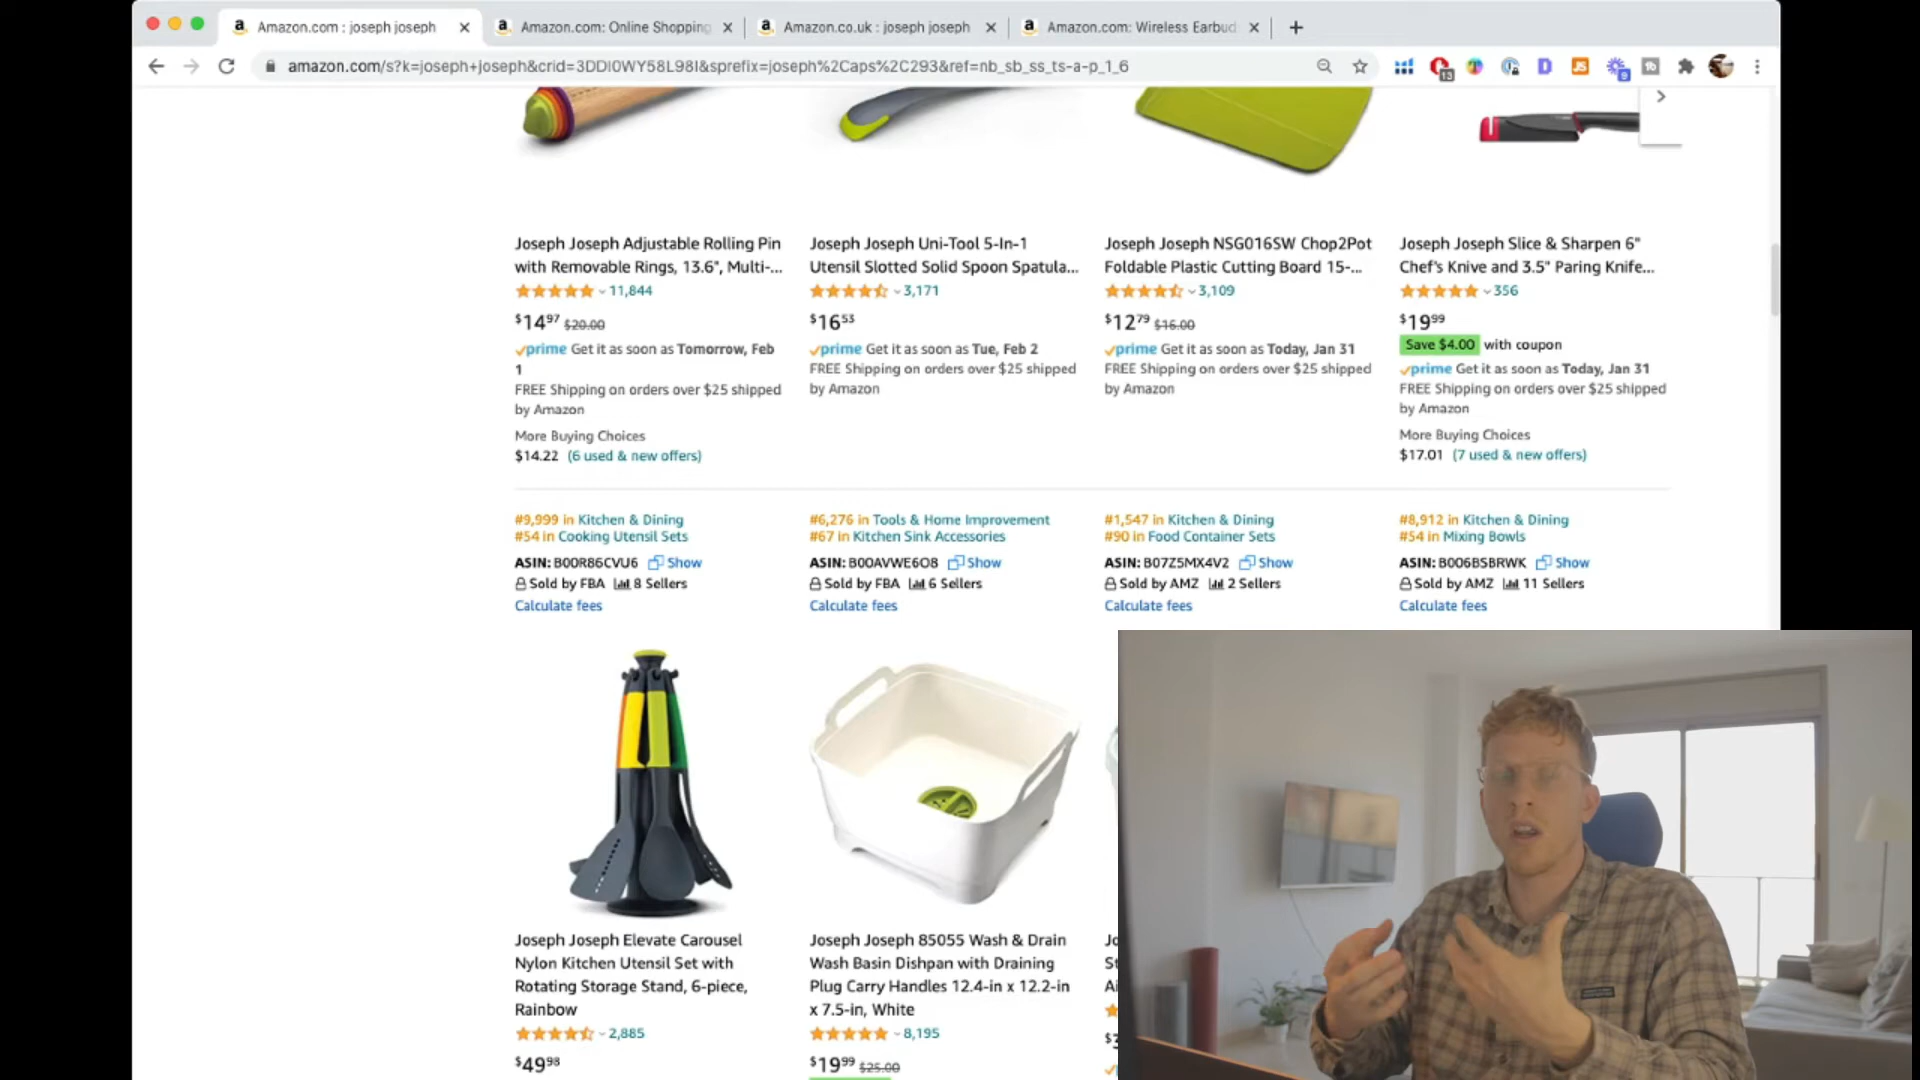 Amazon.com : joseph joseph
Amazon.com: Online Shopping
Amazon.co.uk : joseph joseph
Amazon.com: Wireless Earbud
amazon.com/s?k=joseph+joseph&crid=3DDI0WY58L98I&sprefix=joseph%2Caps%2C293&ref=nb_sb_ss_ts-a-p_1_6
13
9
Joseph Joseph Adjustable Rolling Pin
with Removable Rings, 13.6", Multi-...
11,844
$14.97 $20.00
prime Get it as soon as Tomorrow, Feb
1
FREE Shipping on orders over $25 shipped
by Amazon
More Buying Choices
$14.22 (6 used & new offers)
Joseph Joseph Uni-Tool 5-In-1
Utensil Slotted Solid Spoon Spatula...
3,171
$16.53
prime Get it as soon as Tue, Feb 2
FREE Shipping on orders over $25 shipped
by Amazon
Joseph Joseph NSG016SW Chop2Pot
Foldable Plastic Cutting Board 15-...
3,109
$12.79 $16.00
prime Get it as soon as Today, Jan 31
FREE Shipping on orders over $25 shipped
by Amazon
Joseph Joseph Slice & Sharpen 6"
Chef's Knive and 3.5" Paring Knife...
356
$19.99
Save $4.00 with coupon
prime Get it as soon as Today, Jan 31
FREE Shipping on orders over $25 shipped
by Amazon
More Buying Choices
$17.01 (7 used & new offers)
#9,999 in Kitchen & Dining
#54 in Cooking Utensil Sets
ASIN: B00R86CVU6 Show
Sold by FBA 8 Sellers
Calculate fees
#6,276 in Tools & Home Improvement
#67 in Kitchen Sink Accessories
ASIN: B00AVWE6O8 Show
Sold by FBA 6 Sellers
Calculate fees
#1,547 in Kitchen & Dining
#90 in Food Container Sets
ASIN: B07Z5MX4V2 Show
Sold by AMZ 2 Sellers
Calculate fees
#8,912 in Kitchen & Dining
#54 in Mixing Bowls
ASIN: B006BSBRWK Show
Sold by AMZ 11 Sellers
Calculate fees
Joseph Joseph Elevate Carousel
Nylon Kitchen Utensil Set with
Rotating Storage Stand, 6-piece,
Rainbow
2,885
$49.98
Joseph Joseph 85055 Wash & Drain
Wash Basin Dishpan with Draining
Plug Carry Handles 12.4-in x 12.2-in
x 7.5-in, White
8,195
$19.99 $25.00